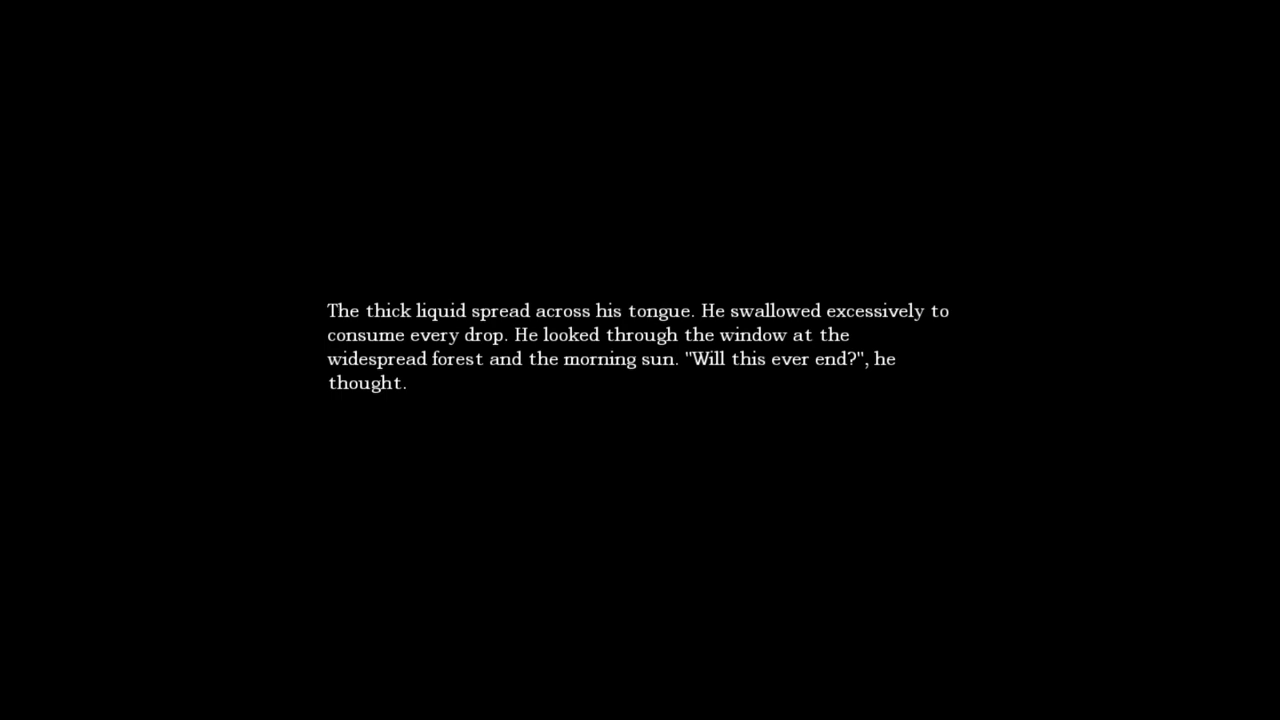 The thick liquid spread across his tongue. He swallowed excessively to
consume every drop. He looked through the window at the
widespread forest and the morning sun. "Will this ever end?", he
thought.